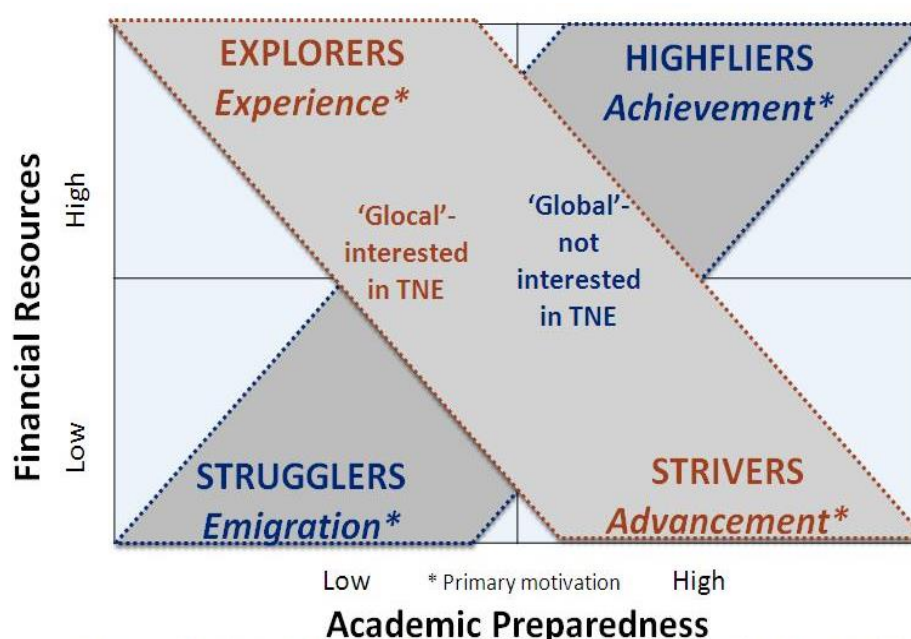 EXPLORERS
Experience*
HIGHFLIERS
Achievement*
'Glocal'-
interested
in TNE
'Global'-
not
interested
in TNE
Financial Resources
High
Low
STRUGGLERS
Emigration*
STRIVERS
Advancement*
Low
* Primary motivation
High
Academic Preparedness